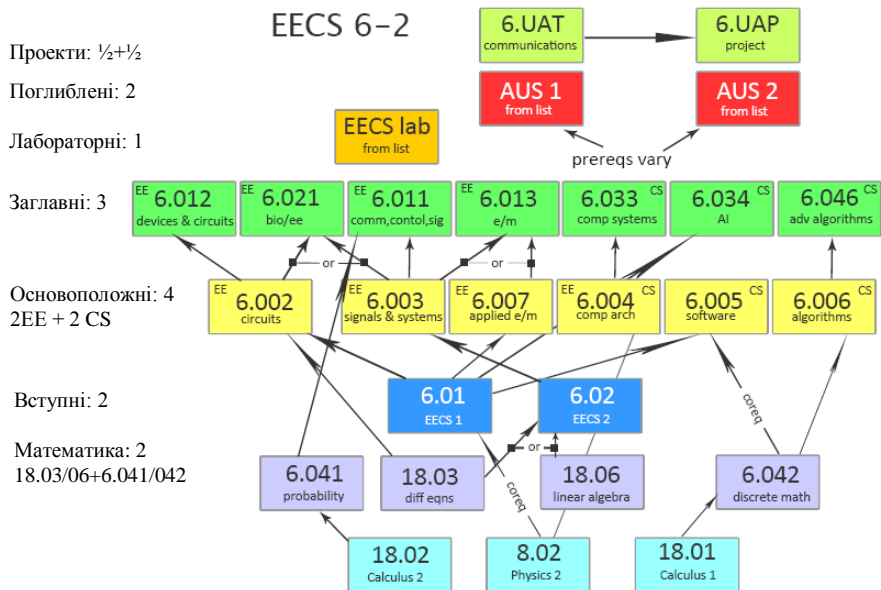 EECS 6-2
6.UAT
communications
6.UAP
project
Проекти: ½+½
Поглиблені: 2
AUS 1
from list
AUS 2
from list
Лабораторні: 1
EECS lab
from list
prereqs vary
Заглавні: 3
EE
6.012
devices & circuits
EE
6.021
bio/ee
EE
6.011
comm,contol,sig
EE
6.013
e/m
6.033
CS
comp systems
6.034
CS
AI
6.046
CS
adv algorithms
or
or
Основоположні: 4
2EE + 2 CS
EE
6.002
circuits
EE
6.003
signals & systems
EE
6.007
applied e/m
EE
6.004
CS
comp arch
6.005
CS
software
6.006
CS
algorithms
Вступні: 2
6.01
EECS 1
6.02
EECS 2
coreq
Математика: 2
18.03/06+6.041/042
or
6.041
probability
18.03
diff eqns
coreq
18.06
linear algebra
6.042
discrete math
18.02
Calculus 2
8.02
Physics 2
18.01
Calculus 1